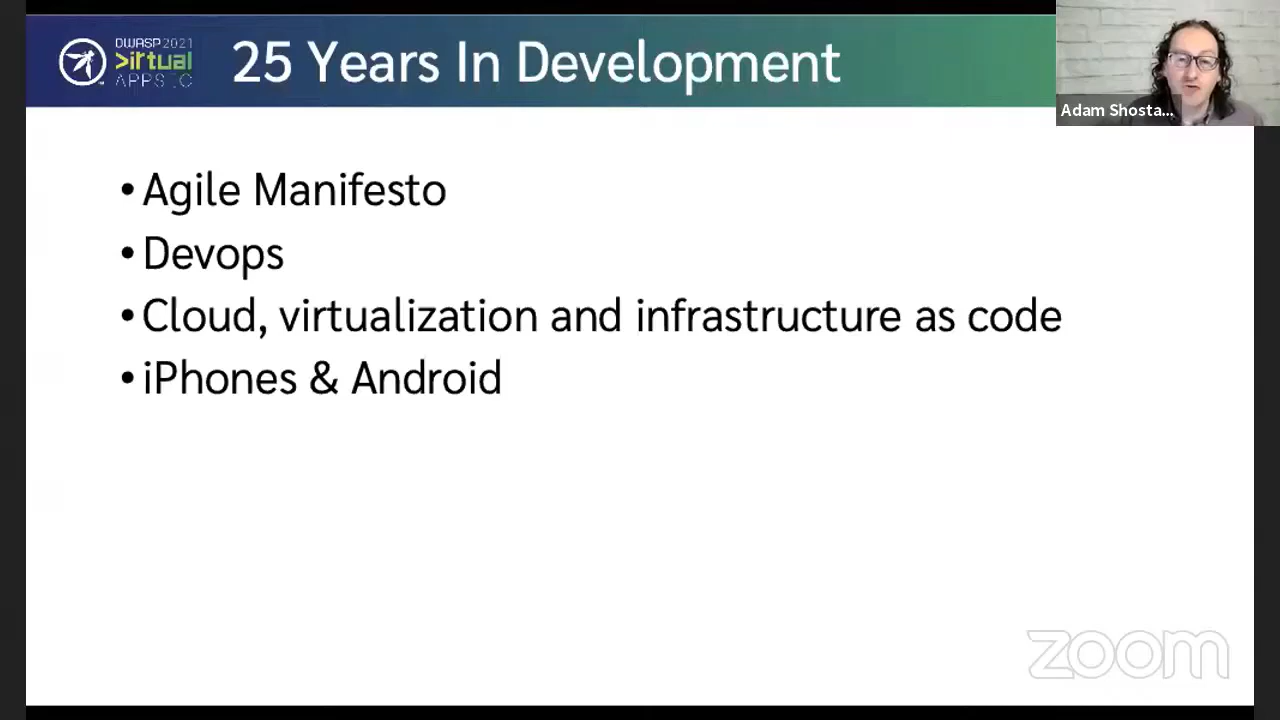 OWASP 2021
>irtual
APPSEC
25 Years In Development
Adam Shosta...
• Agile Manifesto
• Devops
• Cloud, virtualization and infrastructure as code
• iPhones & Android
zoom